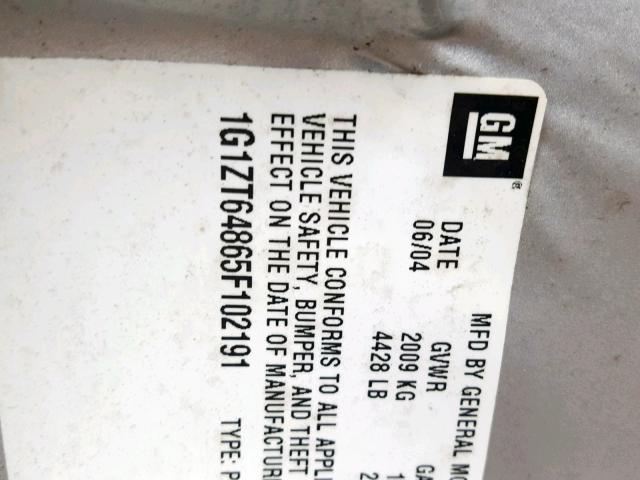 GM
MFD BY GENERAL MO
DATE GVWR
06/04 2009 KG
4428 LB
THIS VEHICLE CONFORMS TO ALL APPLI
VEHICLE SAFETY, BUMPER, AND THEFT
EFFECT ON THE DATE OF MANUFACTUR
1G1ZT64865F102191 TYPE: P